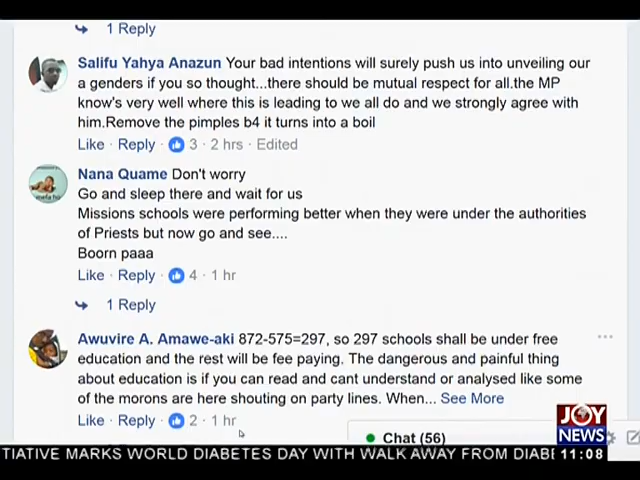 1 Reply
Salifu Yahya Anazun Your bad intentions will surely push us into unveiling our
a genders if you so thought...there should be mutual respect for all.the MP
know's very well where this is leading to we all do and we strongly agree with
him.Remove the pimples b4 it turns into a boil
Like · Reply · 3 · 2 hrs · Edited
Nana Quame Don't worry
Go and sleep there and wait for us
Missions schools were performing better when they were under the authorities
of Priests but now go and see....
Boorn paaa
Like · Reply · 4 · 1 hr
1 Reply
Awuvire A. Amawe-aki 872-575=297, so 297 schools shall be under free
education and the rest will be fee paying. The dangerous and painful thing
about education is if you can read and cant understand or analysed like some
of the morons are here shouting on party lines. When... See More
Like · Reply · 2 · 1 hr
Chat (56)
JOY
NEWS
TIATIVE MARKS WORLD DIABETES DAY WITH WALK AWAY FROM DIABE 11:08